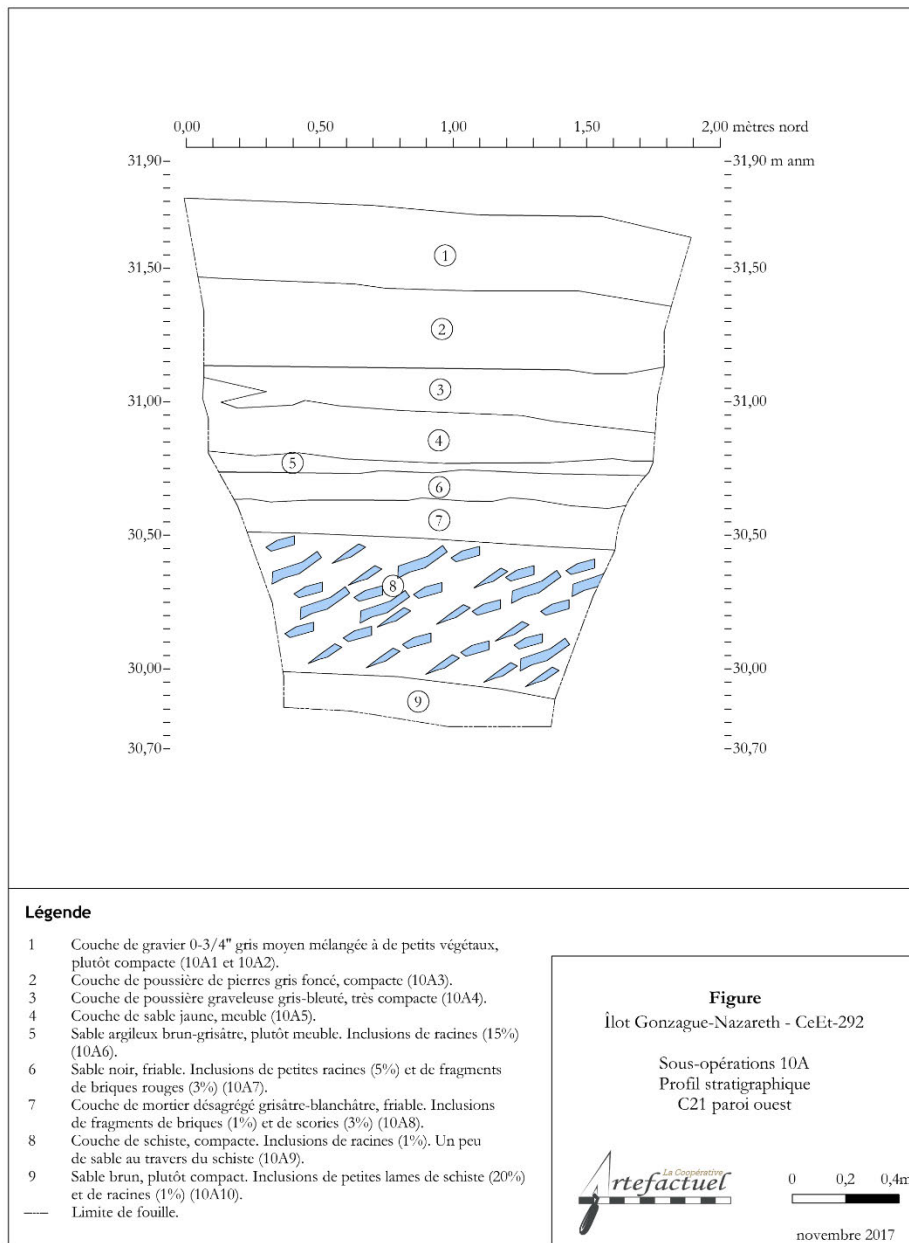 0,00 0,50 1,00 1,50 2,00 mètres nord
31,90 31,90 m anm
1
31,50 31,50
2
3
31,00 31,00
4
5
6
7
30,50 30,50
8
30,00 30,00
9
30,70 30,70
Légende
1 Couche de gravier 0-3/4" gris moyen mélangée à de petits végétaux,
plutôt compacte (10A1 et 10A2).
2 Couche de poussière de pierres gris foncé, compacte (10A3).
3 Couche de poussière graveleuse gris-bleuté, très compacte (10A4).
4 Couche de sable jaune, meuble (10A5).
5 Sable argileux brun-grisâtre, plutôt meuble. Inclusions de racines (15%)
(10A6).
6 Sable noir, friable. Inclusions de petites racines (5%) et de fragments
de briques rouges (3%) (10A7).
7 Couche de mortier désagrégé grisâtre-blanchâtre, friable. Inclusions
de fragments de briques (1%) et de scories (3%) (10A8).
8 Couche de schiste, compacte. Inclusions de racines (1%). Un peu
de sable au travers du schiste (10A9).
9 Sable brun, plutôt compact. Inclusions de petites lames de schiste (20%)
et de racines (1%) (10A10).
Limite de fouille.
Figure
Îlot Gonzague-Nazareth - CeEt-292
Sous-opérations 10A
Profil stratigraphique
C21 paroi ouest
La Coopérative
Artefactuel
0 0,2 0,4m
novembre 2017